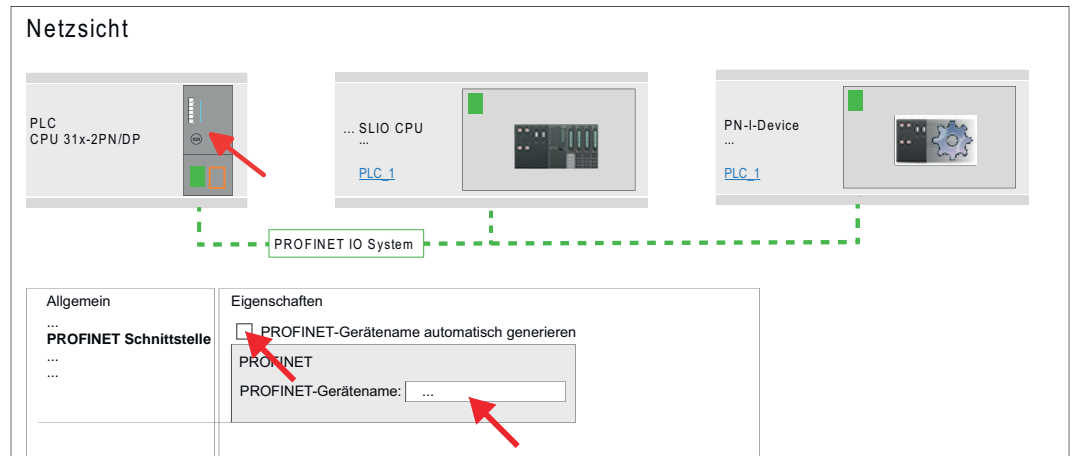 Netzsicht
PLC
CPU 31x-2PN/DP
... SLIO CPU
...
PLC_1
PN-I-Device
...
PLC_1
PROFINET IO System
Allgemein
...
PROFINET Schnittstelle
...
...
Eigenschaften
PROFINET-Gerätename automatisch generieren
PROFINET
PROFINET-Gerätename: ...